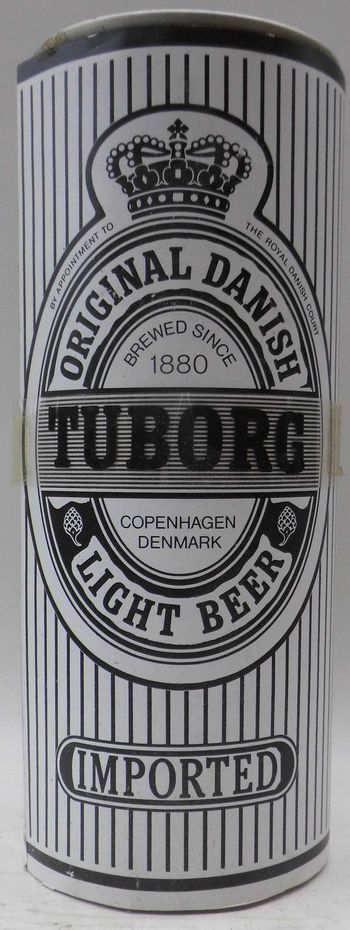 BY APPOINTMENT TO
THE ROYAL DANISH COURT
ORIGINAL DANISH
BREWED SINCE
1880
TUBORG
COPENHAGEN
DENMARK
LIGHT BEER
IMPORTED